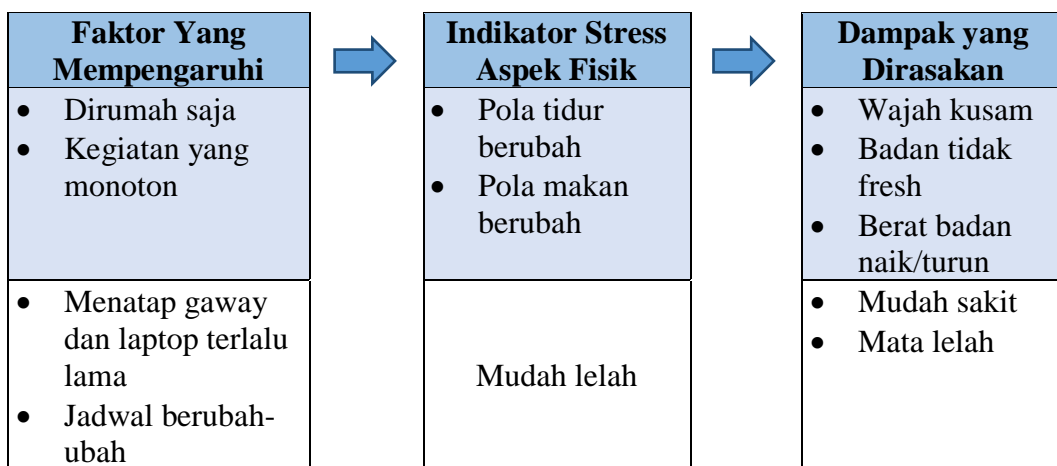 Faktor Yang
Mempengaruhi
• Dirumah saja
• Kegiatan yang
monoton
• Menatap gaway
dan laptop terlalu
lama
• Jadwal berubah-
ubah
Indikator Stress
Aspek Fisik
• Pola tidur
berubah
• Pola makan
berubah
Mudah lelah
Dampak yang
Dirasakan
• Wajah kusam
• Badan tidak
fresh
• Berat badan
naik/turun
• Mudah sakit
• Mata lelah